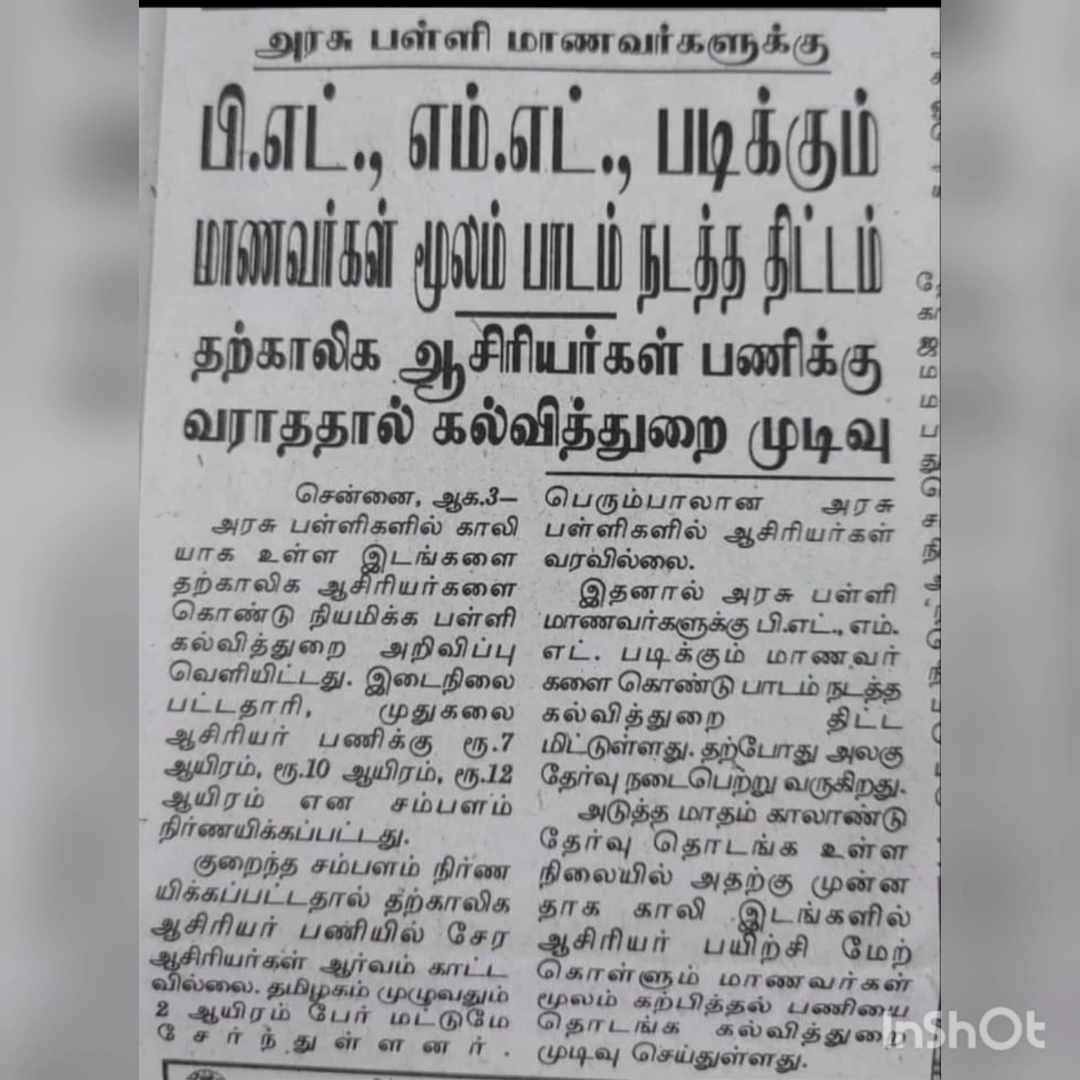 அரசு பள்ளி மாணவர்களுக்கு
பி.எட்., எம்.எட்., படிக்கும்
மாணவர்கள் மூலம் பாடம் நடத்த திட்டம்
தற்காலிக ஆசிரியர்கள் பணிக்கு
வராததால் கல்வித்துறை முடிவு
சென்னை, ஆக.3–
அரசு பள்ளிகளில் காலி
யாக உள்ள இடங்களை
தற்காலிக ஆசிரியர்களை
கொண்டு நியமிக்க பள்ளி
கல்வித்துறை அறிவிப்பு
வெளியிட்டது. இடைநிலை
பட்டதாரி, முதுகலை
ஆசிரியர் பணிக்கு ரூ.7
ஆயிரம், ரூ.10 ஆயிரம், ரூ.12
ஆயிரம் என சம்பளம்
நிர்ணயிக்கப்பட்டது.
குறைந்த சம்பளம் நிர்ண
யிக்கப்பட்டதால் தற்காலிக
ஆசிரியர் பணியில் சேர
ஆசிரியர்கள் ஆர்வம் காட்ட
வில்லை. தமிழகம் முழுவதும்
2 ஆயிரம் பேர் மட்டுமே
சேர்ந்துள்ளனர்.
பெரும்பாலான அரசு
பள்ளிகளில் ஆசிரியர்கள்
வரவில்லை.
இதனால் அரசு பள்ளி
மாணவர்களுக்கு பி.எட்., எம்.
எட். படிக்கும் மாணவர்
களை கொண்டு பாடம் நடத்த
கல்வித்துறை திட்ட
மிட்டுள்ளது. தற்போது அலகு
தேர்வு நடைபெற்று வருகிறது.
அடுத்த மாதம் காலாண்டு
தேர்வு தொடங்க உள்ள
நிலையில் அதற்கு முன்ன
தாக காலி இடங்களில்
ஆசிரியர் பயிற்சி மேற்
கொள்ளும் மாணவர்கள்
மூலம் கற்பித்தல் பணியை
தொடங்க கல்வித்துறை
முடிவு செய்துள்ளது.
InShOt